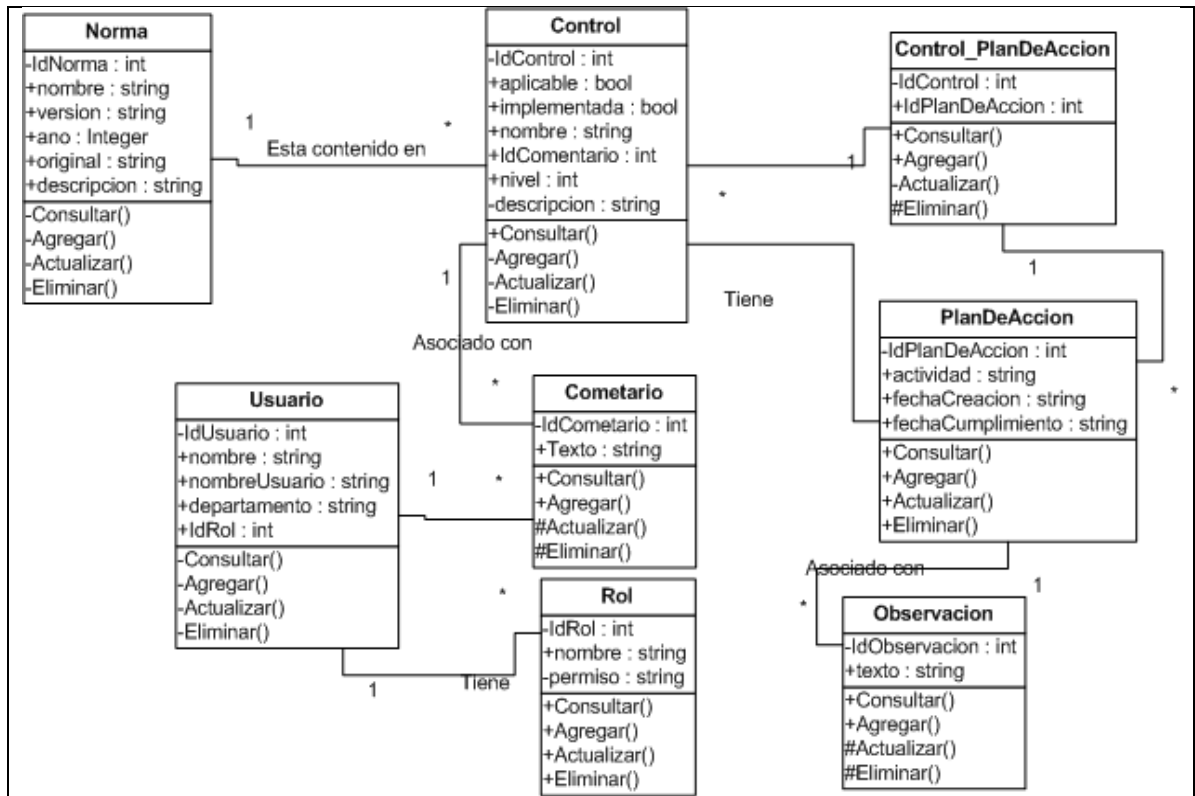 Norma
-IdNorma : int
+nombre : string
+version : string
+ano : Integer
+original : string
+descripcion : string
-Consultar()
-Agregar()
-Actualizar()
-Eliminar()
1
*
Esta contenido en
Control
-IdControl : int
+aplicable : bool
+implementada : bool
+nombre : string
+IdComentario : int
+nivel : int
-descripcion : string
+Consultar()
-Agregar()
-Actualizar()
-Eliminar()
1
*
Control_PlanDeAccion
-IdControl : int
+IdPlanDeAccion : int
+Consultar()
+Agregar()
-Actualizar()
#Eliminar()
1
*
Tiene
PlanDeAccion
-IdPlanDeAccion : int
+actividad : string
+fechaCreacion : string
+fechaCumplimiento : string
+Consultar()
+Agregar()
+Actualizar()
+Eliminar()
1
Asociado con
*
Cometario
-IdCometario : int
+Texto : string
+Consultar()
+Agregar()
#Actualizar()
#Eliminar()
Usuario
-IdUsuario : int
+nombre : string
+nombreUsuario : string
+departamento : string
+IdRol : int
-Consultar()
-Agregar()
-Actualizar()
-Eliminar()
1
*
1
Tiene
*
Rol
-IdRol : int
+nombre : string
-permiso : string
+Consultar()
+Agregar()
+Actualizar()
+Eliminar()
Asociado con
1
*
Observacion
-IdObservacion : int
+texto : string
+Consultar()
+Agregar()
#Actualizar()
#Eliminar()